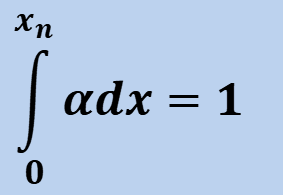 ∫₀^{xₙ} αdx = 1